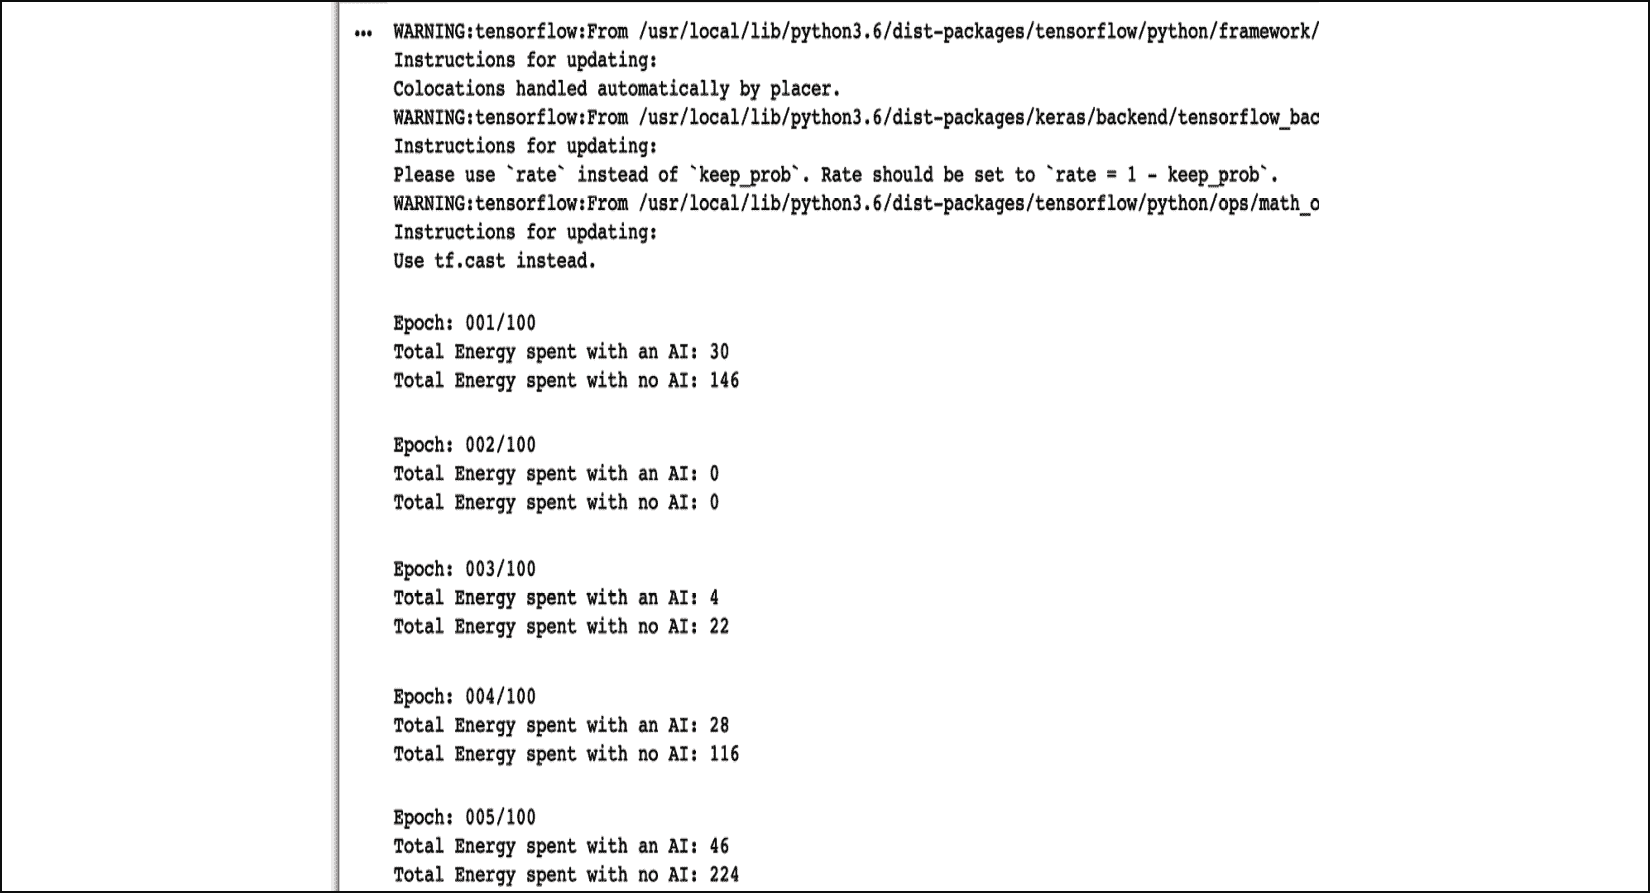 ... WARNING:tensorflow:From /usr/local/lib/python3.6/dist-packages/tensorflow/python/framework/
Instructions for updating:
Colocations handled automatically by placer.
WARNING:tensorflow:From /usr/local/lib/python3.6/dist-packages/keras/backend/tensorflow_bac
Instructions for updating:
Please use `rate` instead of `keep_prob`. Rate should be set to `rate = 1 - keep_prob`.
WARNING:tensorflow:From /usr/local/lib/python3.6/dist-packages/tensorflow/python/ops/math_o
Instructions for updating:
Use tf.cast instead.
Epoch: 001/100
Total Energy spent with an AI: 30
Total Energy spent with no AI: 146
Epoch: 002/100
Total Energy spent with an AI: 0
Total Energy spent with no AI: 0
Epoch: 003/100
Total Energy spent with an AI: 4
Total Energy spent with no AI: 22
Epoch: 004/100
Total Energy spent with an AI: 28
Total Energy spent with no AI: 116
Epoch: 005/100
Total Energy spent with an AI: 46
Total Energy spent with no AI: 224